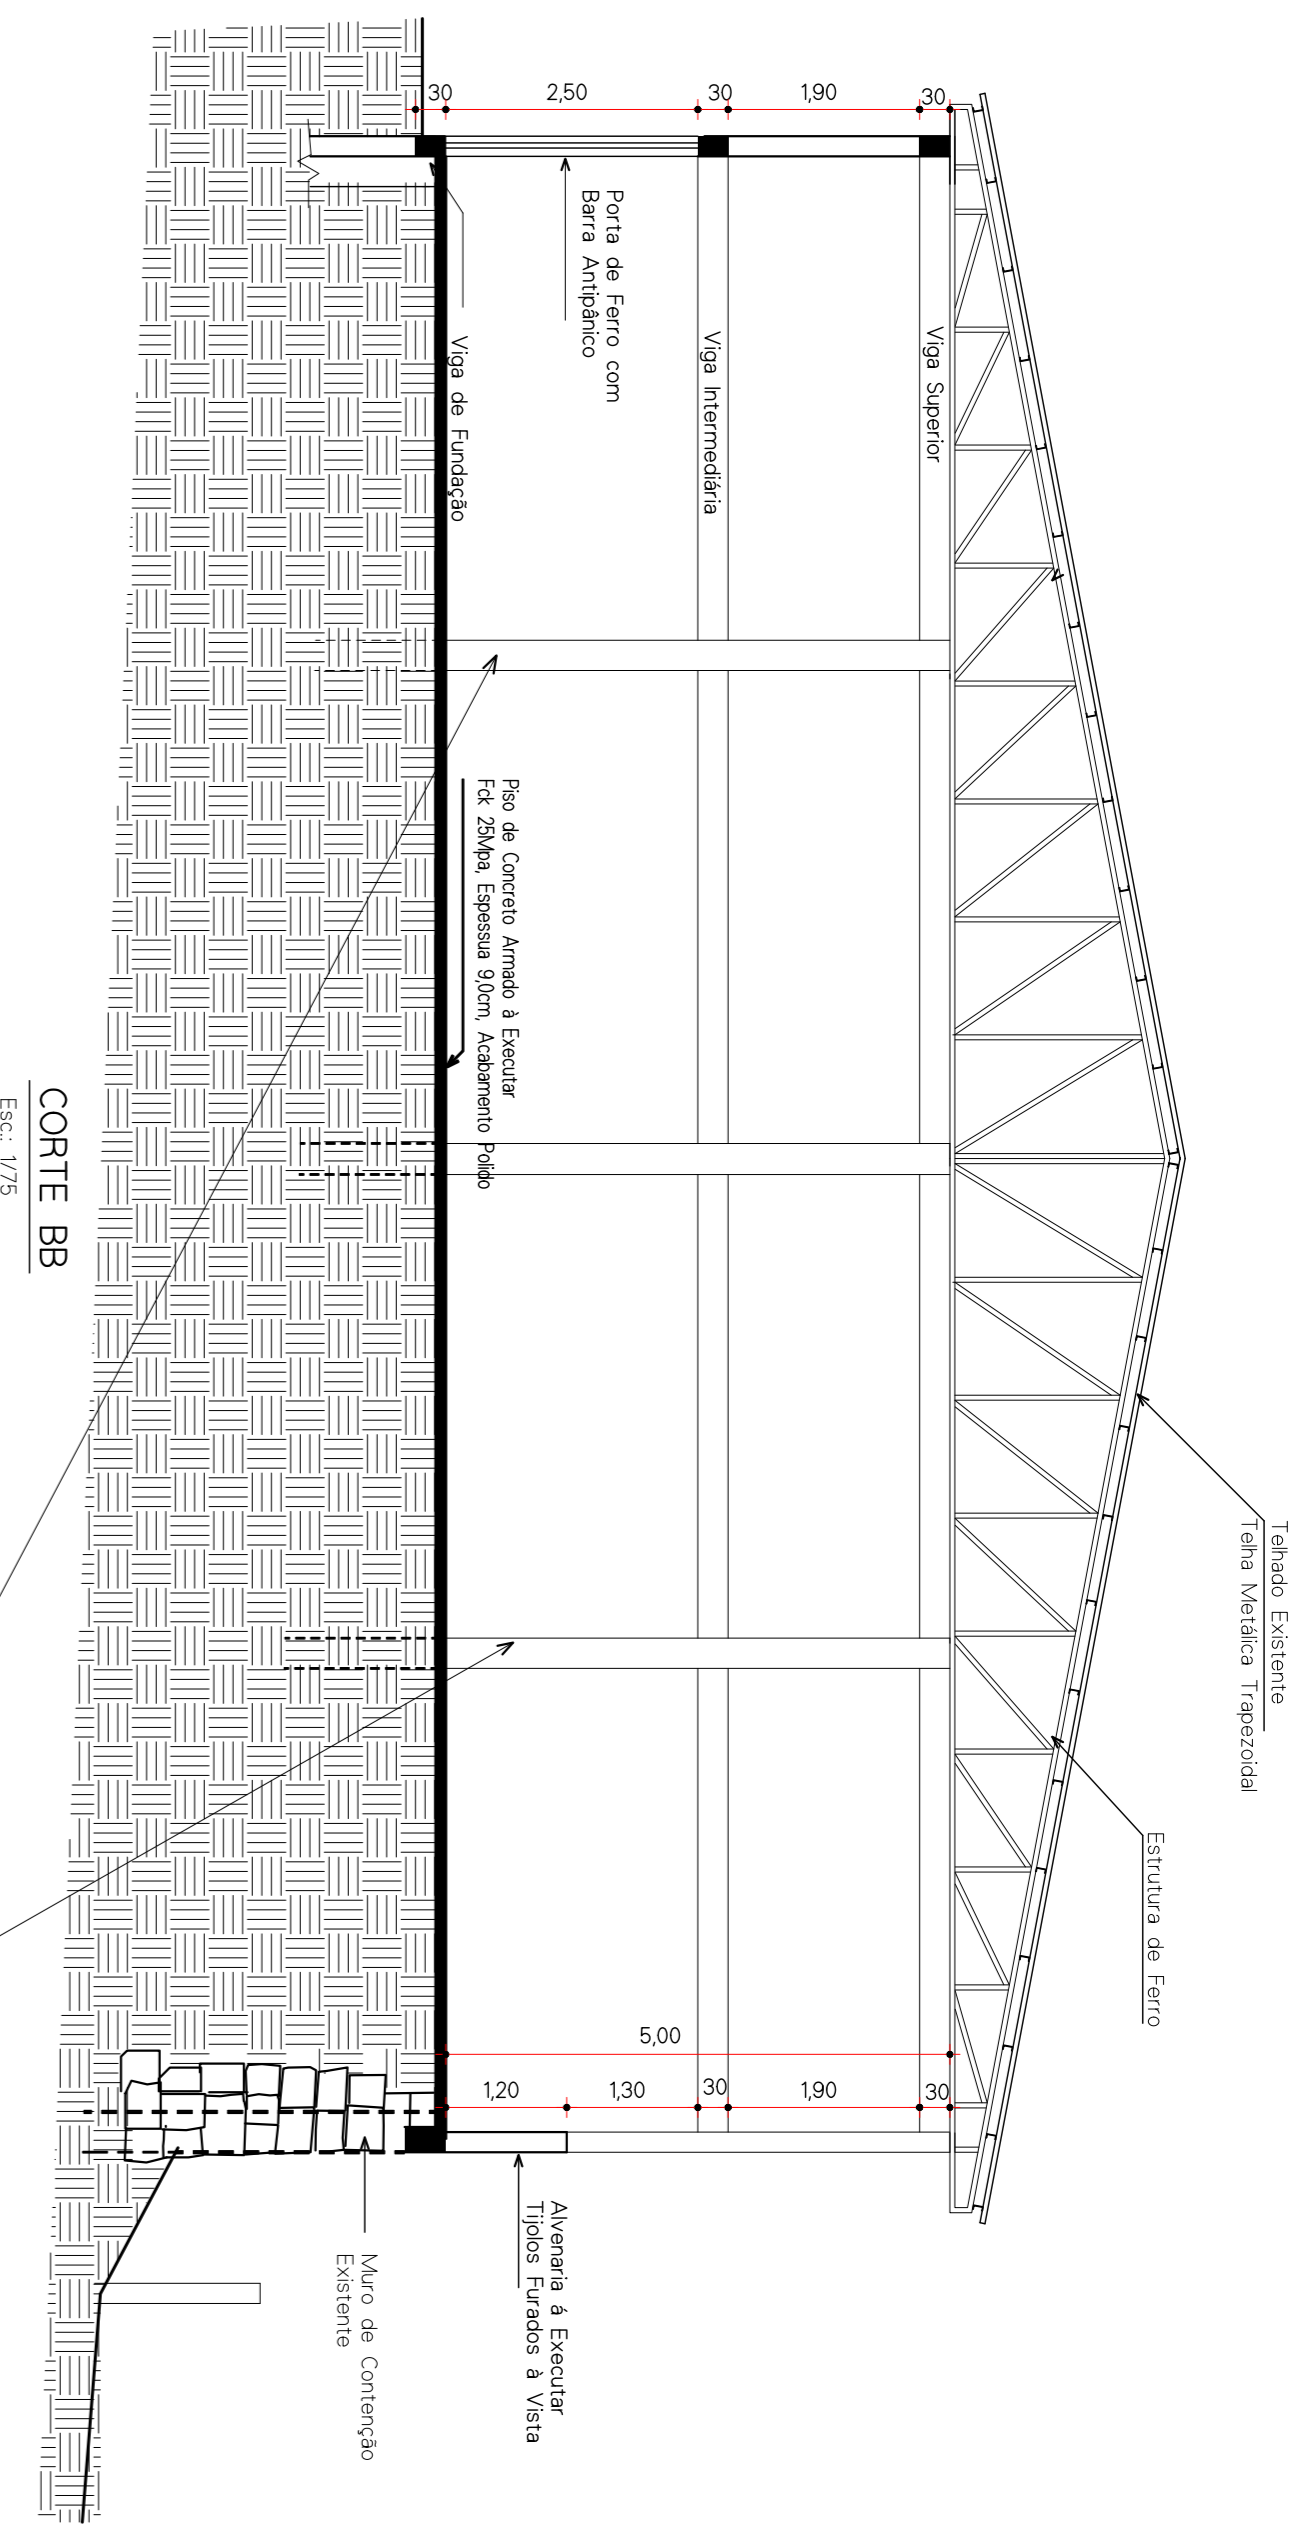 Telhado Existente
Telha Metálica Trapezoidal
Estrutura de Ferro
30
1,90
30
2,50
30
Viga Superior
Viga Intermediária
Porta de Ferro com
Barra Antipânico
Viga de Fundação
Piso de Concreto Armado à Executar
Fck 25Mpa, Espessua 9,0cm, Acabamento Polido
5,00
30
1,90
30
1,30
1,20
Alvenaria á Executar
Tijolos Furados à Vista
Muro de Contenção
Existente
CORTE BB
Esc.: 1/75